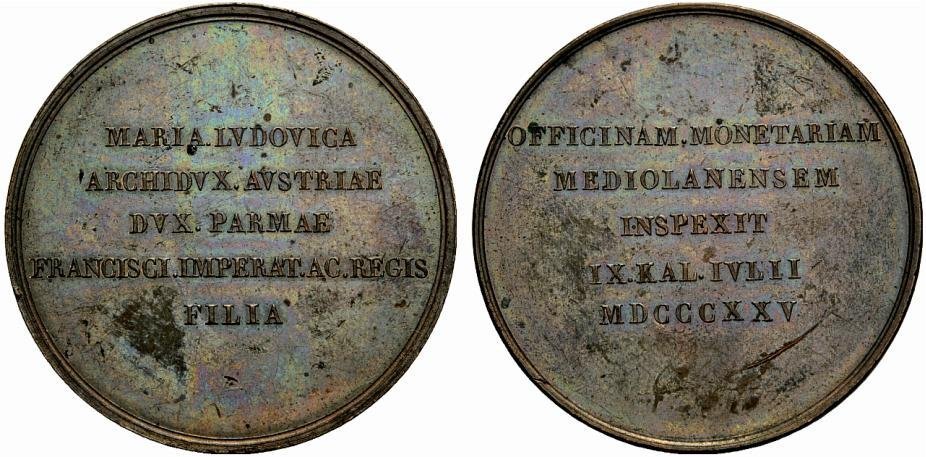 MARIA.LVDOVICA
ARCHIDVX.AVSTRIAE
DVX.PARMAE
FRANCISCI.IMPERAT.AC.REGIS
FILIA
OFFICINAM.MONETARIAM
MEDIOLANENSEM
INSPEXIT
IX.KAL.IVLII
MDCCCXXV